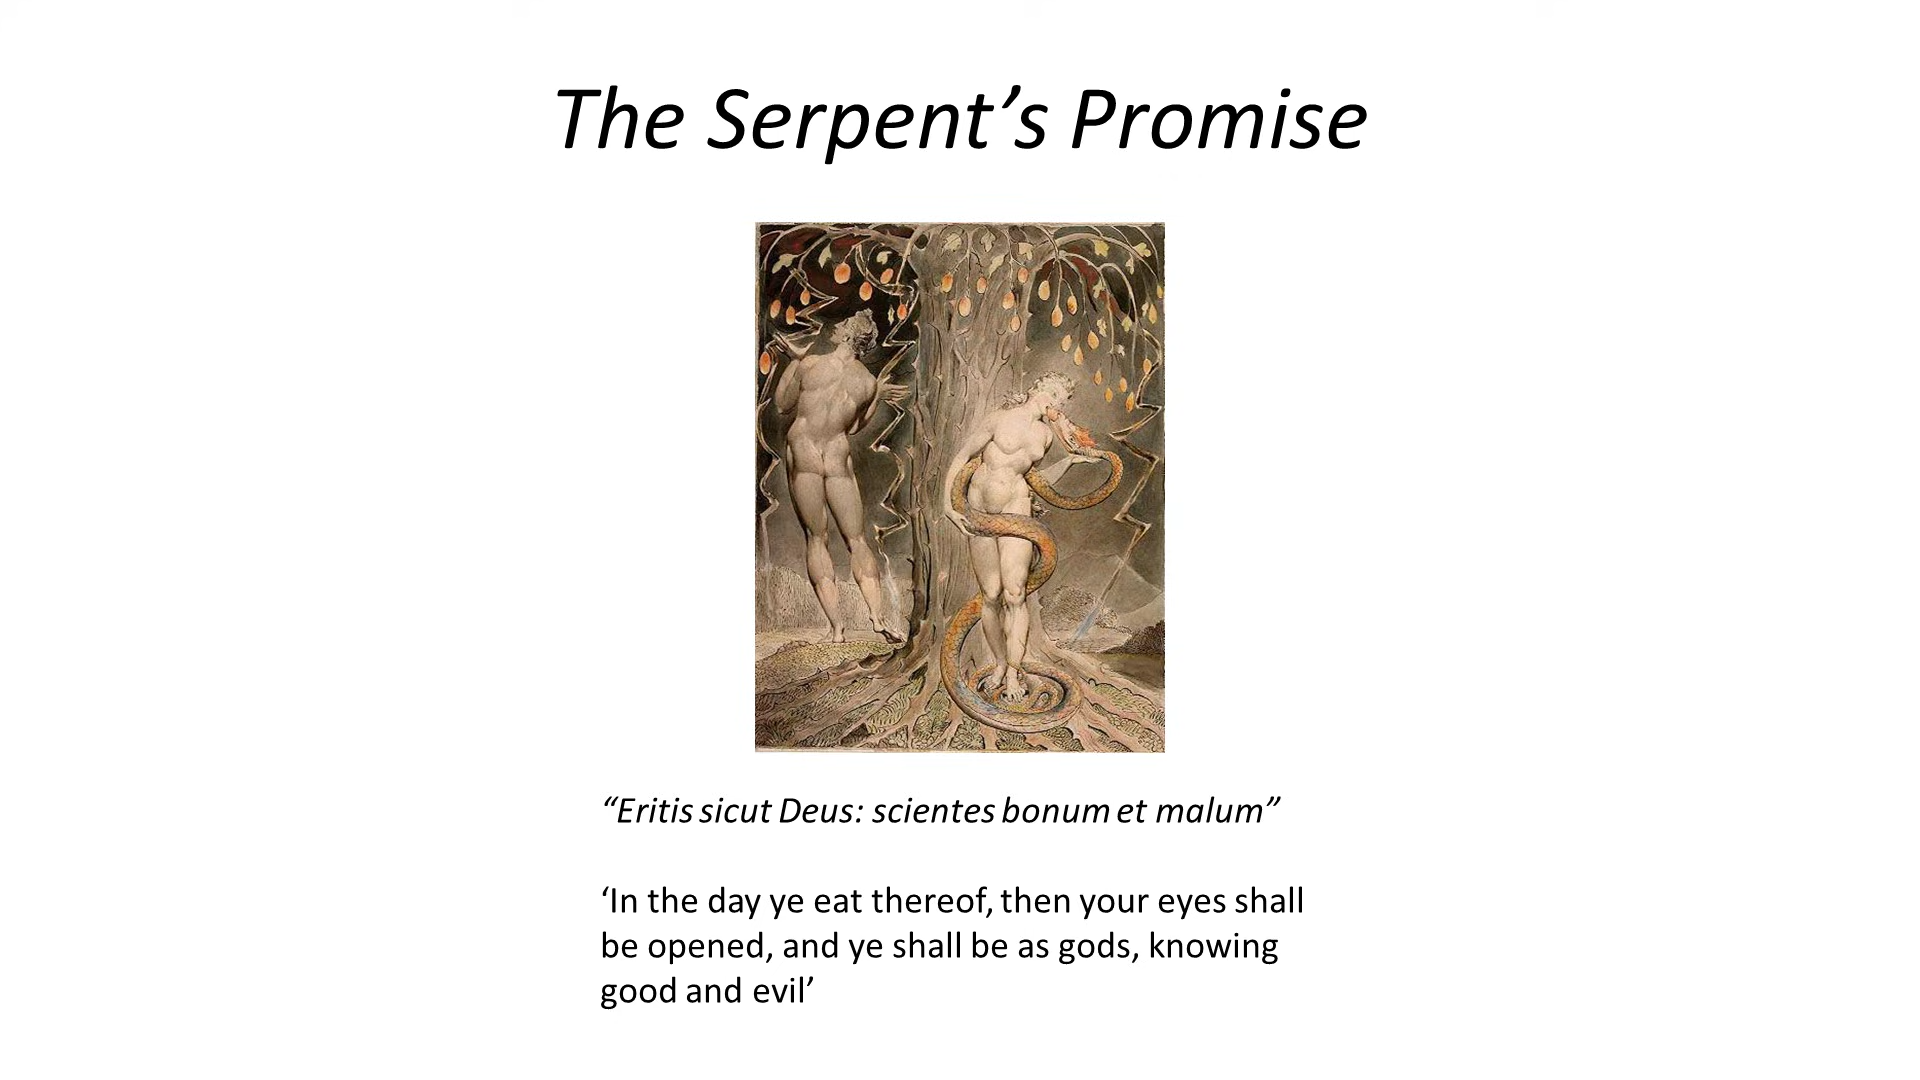 The Serpent’s Promise
“Eritis sicut Deus: scientes bonum et malum”
‘In the day ye eat thereof, then your eyes shall
be opened, and ye shall be as gods, knowing
good and evil’